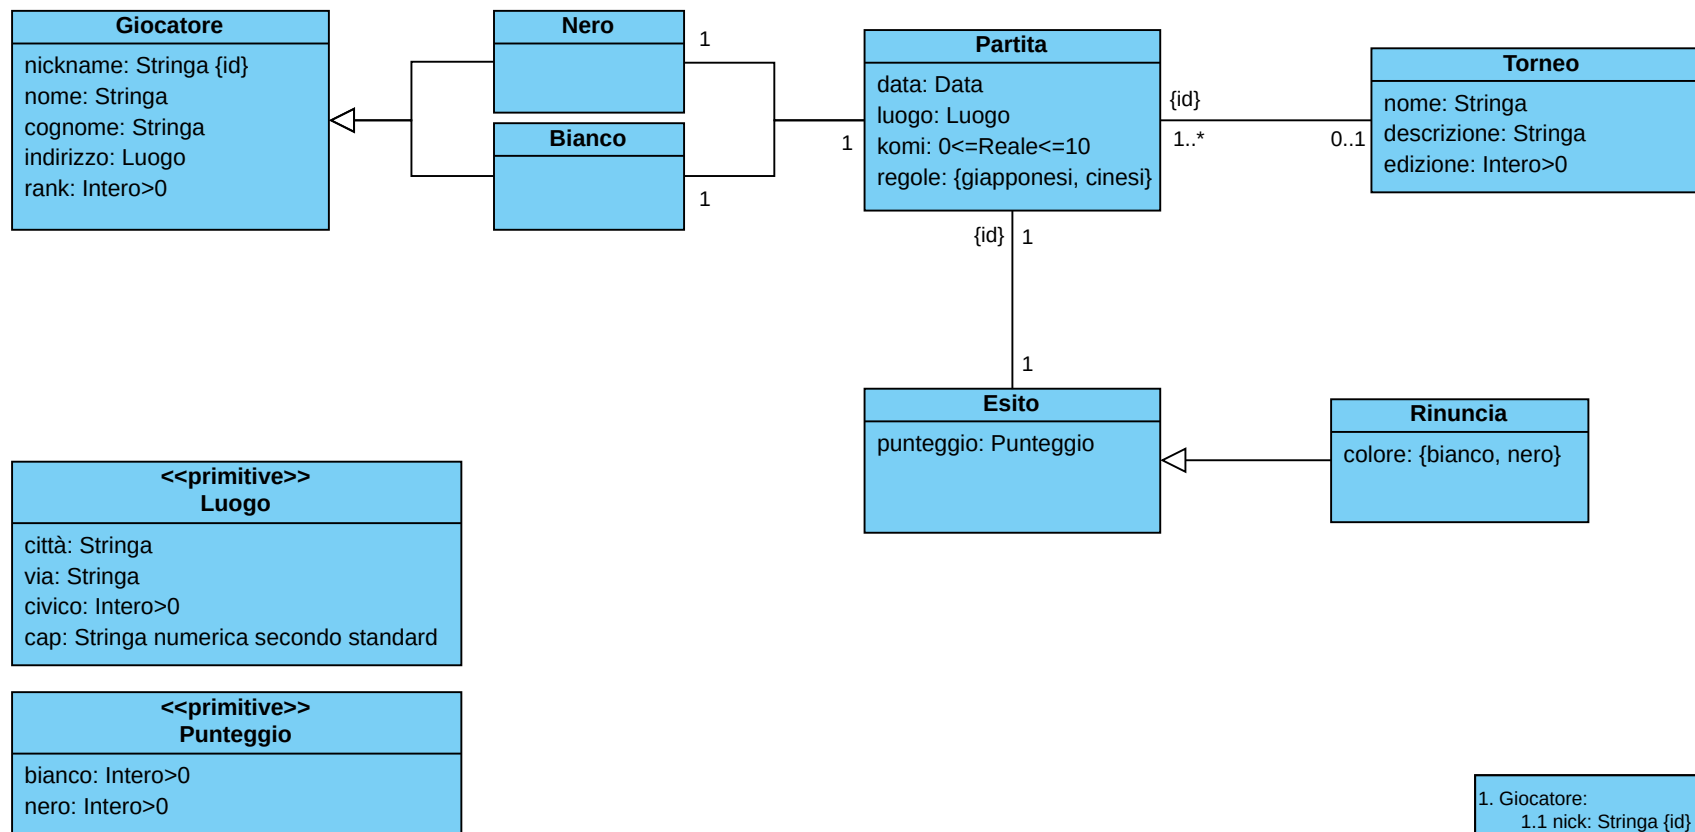 Giocatore
nickname: Stringa {id}
nome: Stringa
cognome: Stringa
indirizzo: Luogo
rank: Intero>0
Nero
1
Bianco
1
1
Partita
data: Data
luogo: Luogo
komi: 0<=Reale<=10
regole: {giapponesi, cinesi}
{id}
1..*
0..1
Torneo
nome: Stringa
descrizione: Stringa
edizione: Intero>0
{id} 1
1
Esito
punteggio: Punteggio
Rinuncia
colore: {bianco, nero}
<<primitive>>
Luogo
città: Stringa
via: Stringa
civico: Intero>0
cap: Stringa numerica secondo standard
<<primitive>>
Punteggio
bianco: Intero>0
nero: Intero>0
1. Giocatore:
1.1 nick: Stringa {id}